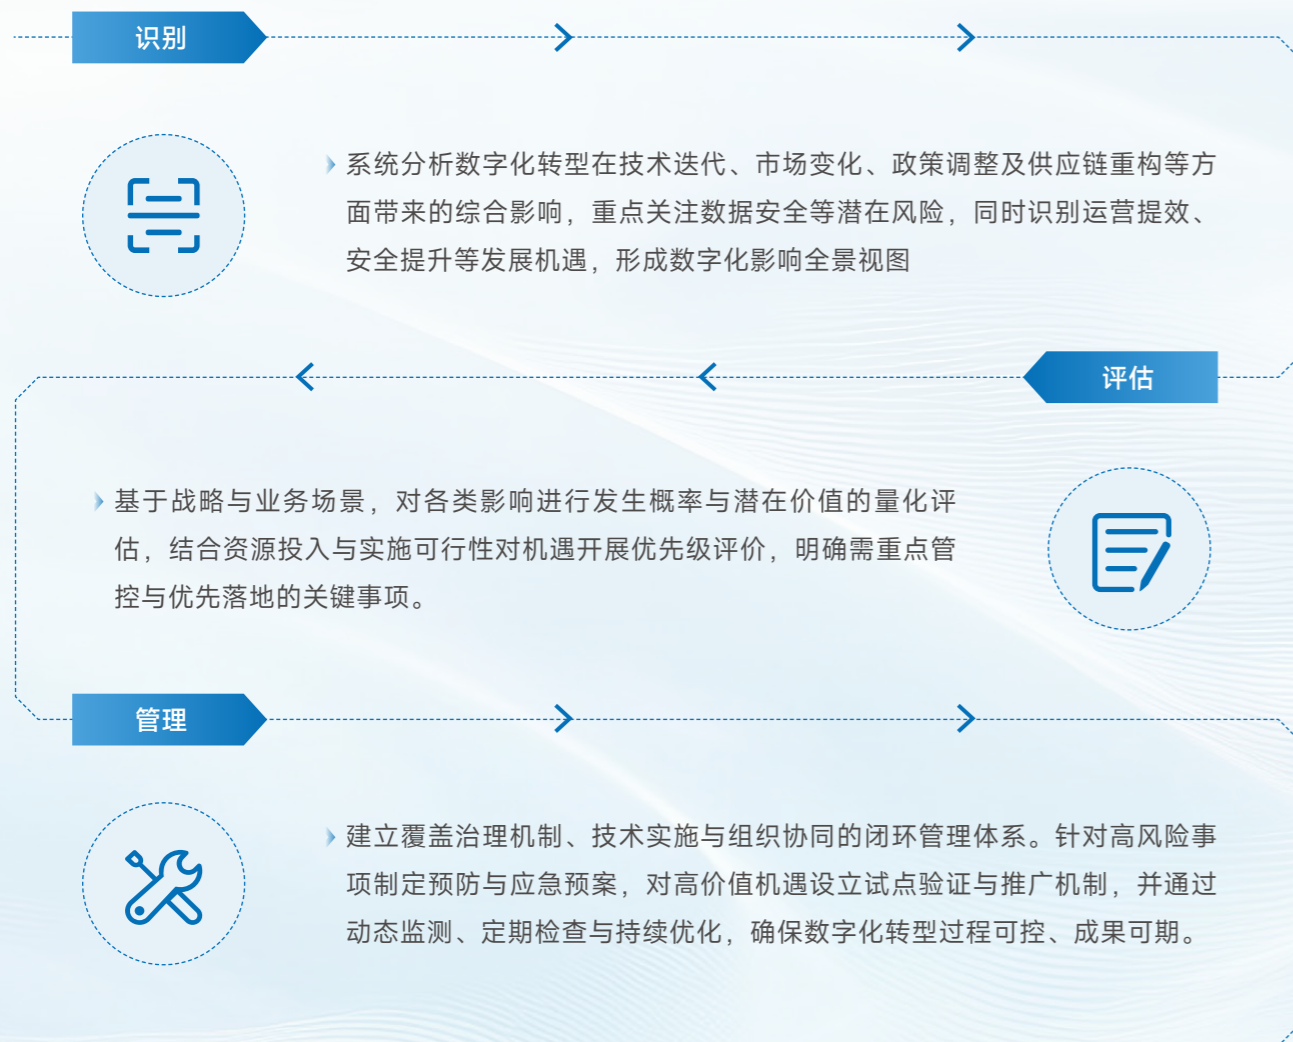 识别
系统分析数字化转型在技术迭代、市场变化、政策调整及供应链重构等方
面带来的综合影响，重点关注数据安全等潜在风险，同时识别运营提效、
安全提升等发展机遇，形成数字化影响全景视图
评估
基于战略与业务场景，对各类影响进行发生概率与潜在价值的量化评
估，结合资源投入与实施可行性对机遇开展优先级评价，明确需重点管
控与优先落地的关键事项。
管理
建立覆盖治理机制、技术实施与组织协同的闭环管理体系。针对高风险事
项制定预防与应急预案，对高价值机遇设立试点验证与推广机制，并通过
动态监测、定期检查与持续优化，确保数字化转型过程可控、成果可期。